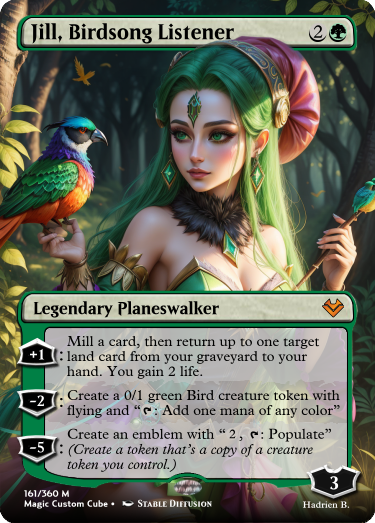 Jill, Birdsong Listener 2
Legendary Planeswalker
+1 : Mill a card, then return up to one target
land card from your graveyard to your
hand. You gain 2 life.
-2 : Create a 0/1 green Bird creature token with
flying and “: Add one mana of any color”
-5 : Create an emblem with “ 2 , : Populate”
(Create a token that’s a copy of a creature
token you control.)
3
161/360 M
Magic Custom Cube • Stable Diffusion
Hadrien B.